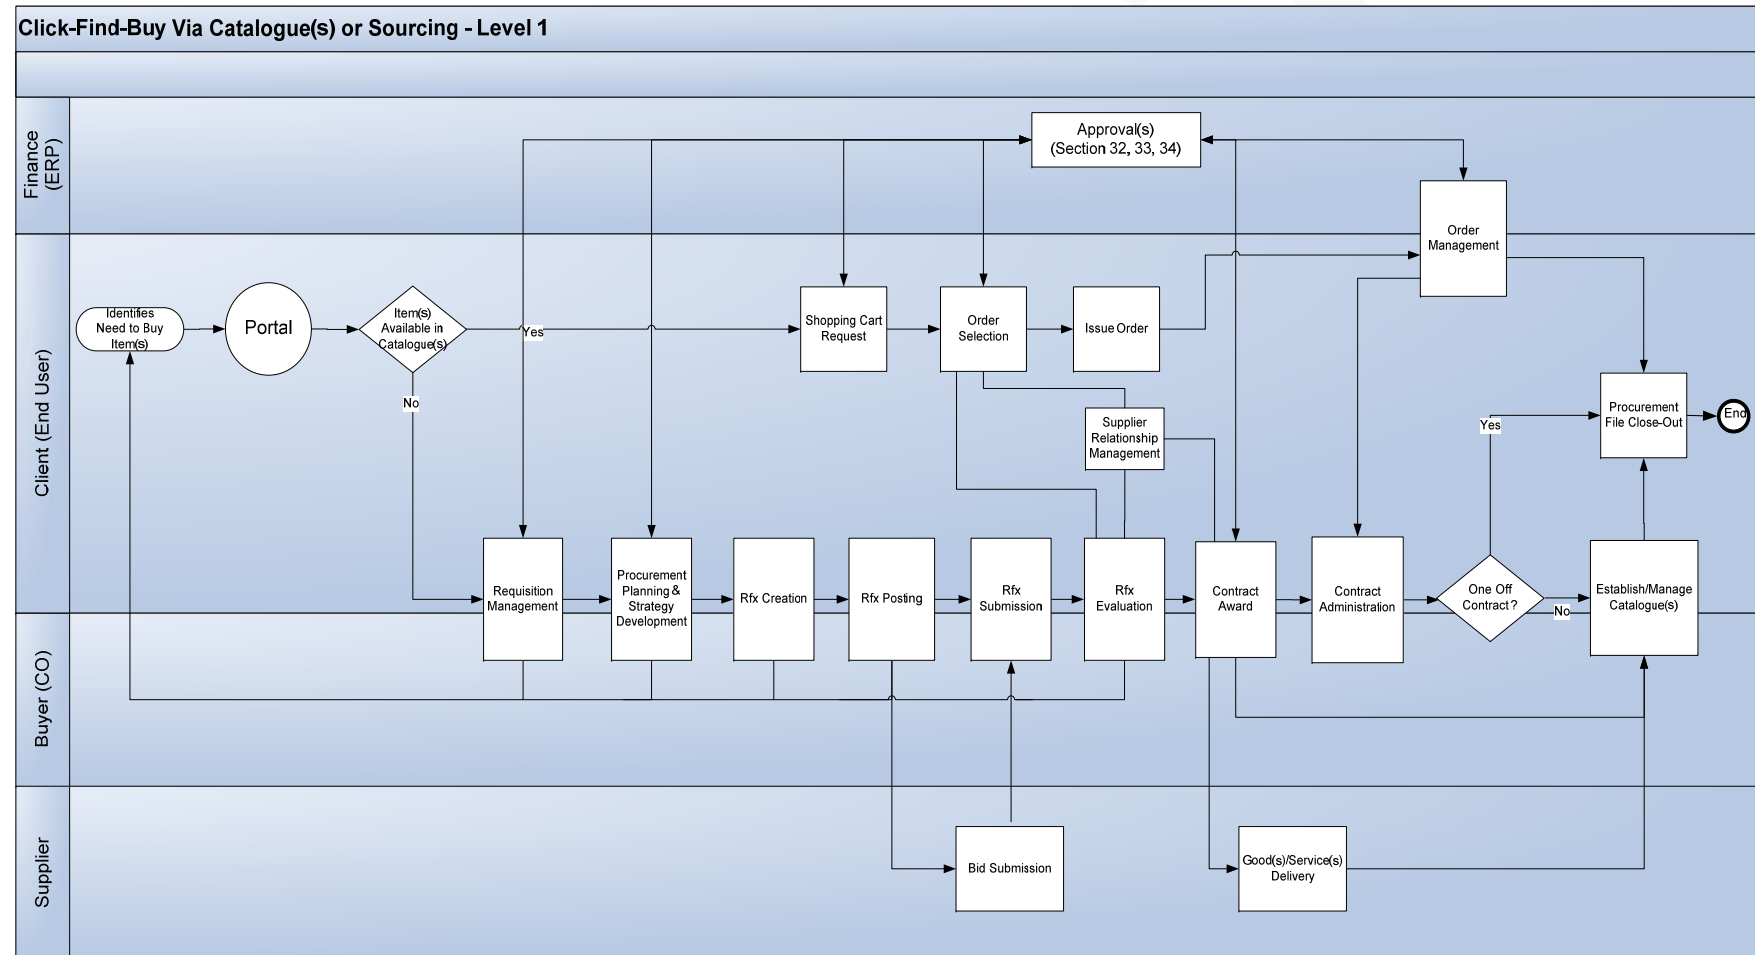 Click-Find-Buy Via Catalogue(s) or Sourcing - Level 1
Finance
(ERP)
Approval(s)
(Section 32, 33, 34)
Order
Management
Client (End User)
Identifies
Need to Buy
Item(s)
Portal
Item(s)
Available in
Catalogue(s)
Yes
No
Shopping Cart
Request
Order
Selection
Issue Order
Supplier
Relationship
Management
Procurement
File Close-Out
End
Yes
Requisition
Management
Procurement
Planning &
Strategy
Development
Rfx Creation
Rfx Posting
Rfx
Submission
Rfx
Evaluation
Contract
Award
Contract
Administration
One Off
Contract?
No
Establish/Manage
Catalogue(s)
Buyer (CO)
Supplier
Bid Submission
Good(s)/Service(s)
Delivery